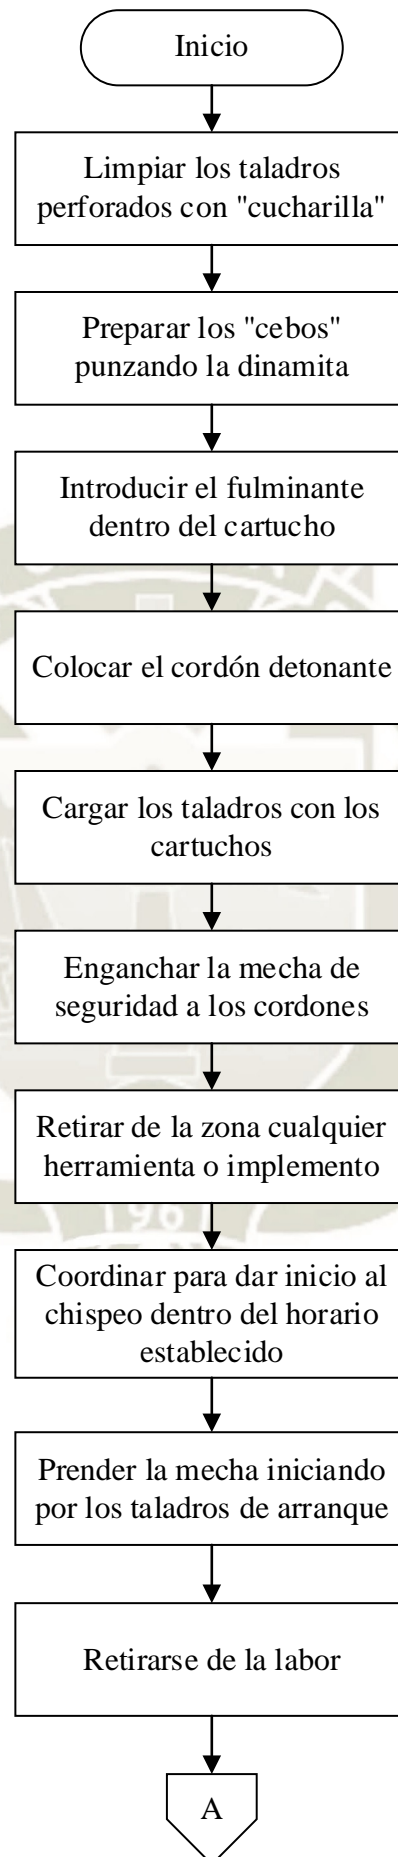 Inicio
Limpiar los taladros
perforados con "cucharilla"
Preparar los "cebos"
punzando la dinamita
Introducir el fulminante
dentro del cartucho
Colocar el cordón detonante
Cargar los taladros con los
cartuchos
Enganchar la mecha de
seguridad a los cordones
Retirar de la zona cualquier
herramienta o implemento
Coordinar para dar inicio al
chispeo dentro del horario
establecido
Prender la mecha iniciando
por los taladros de arranque
Retirarse de la labor
A